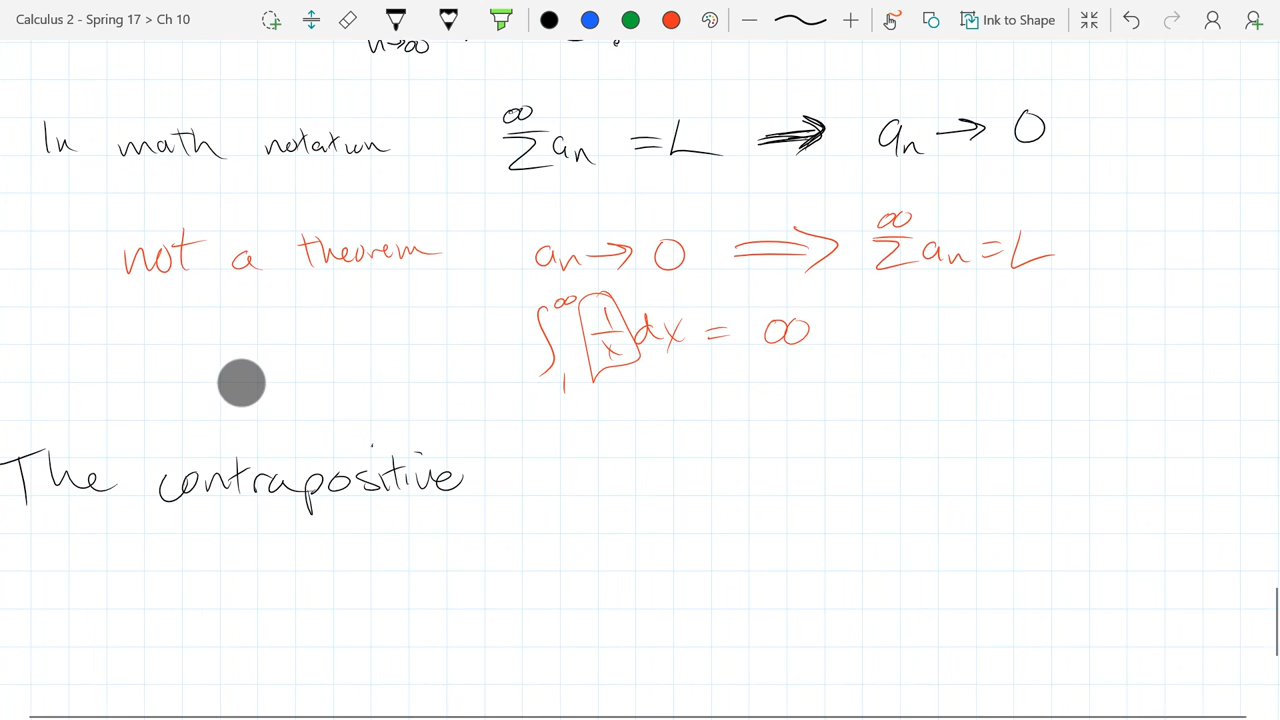 Calculus 2 - Spring 17 > Ch 10
Ink to Shape
n→∞
In math notation ∞ Σ an = L ⇒ an → 0
not a theorem an → 0 ⇒ ∞ Σ an = L
∫₁^∞ 1/x dx = ∞
The contrapositive